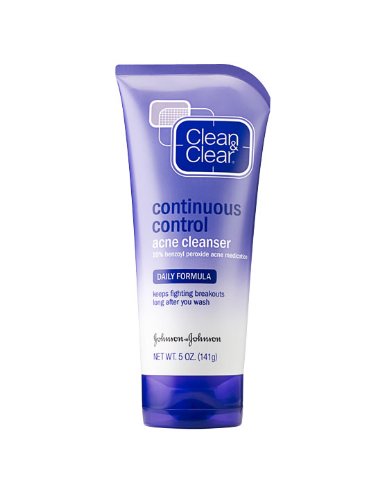 Clean &
Clear®
continuous
control
acne cleanser
10% benzoyl peroxide acne medication
DAILY FORMULA
keeps fighting breakouts
long after you wash
Johnson & Johnson
NET WT. 5 OZ. (141g)